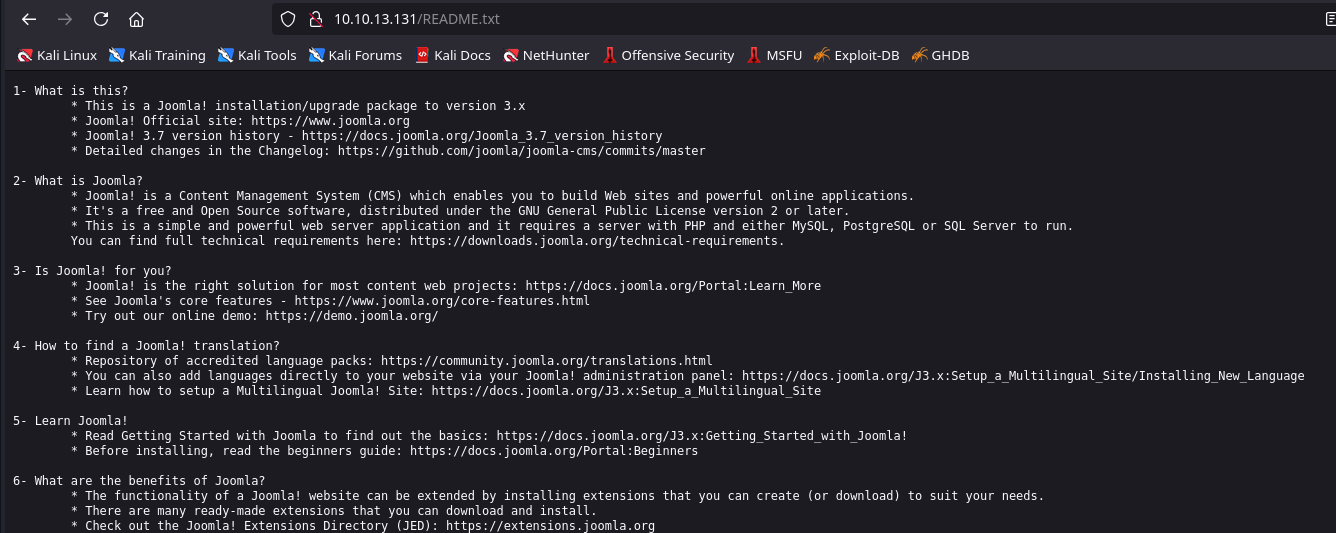 10.10.13.131/README.txt
Kali Linux Kali Training Kali Tools Kali Forums Kali Docs NetHunter Offensive Security MSFU Exploit-DB GHDB
1- What is this?
* This is a Joomla! installation/upgrade package to version 3.x
* Joomla! Official site: https://www.joomla.org
* Joomla! 3.7 version history - https://docs.joomla.org/Joomla_3.7_version_history
* Detailed changes in the Changelog: https://github.com/joomla/joomla-cms/commits/master
2- What is Joomla?
* Joomla! is a Content Management System (CMS) which enables you to build Web sites and powerful online applications.
* It's a free and Open Source software, distributed under the GNU General Public License version 2 or later.
* This is a simple and powerful web server application and it requires a server with PHP and either MySQL, PostgreSQL or SQL Server to run.
You can find full technical requirements here: https://downloads.joomla.org/technical-requirements.
3- Is Joomla! for you?
* Joomla! is the right solution for most content web projects: https://docs.joomla.org/Portal:Learn_More
* See Joomla's core features - https://www.joomla.org/core-features.html
* Try out our online demo: https://demo.joomla.org/
4- How to find a Joomla! translation?
* Repository of accredited language packs: https://community.joomla.org/translations.html
* You can also add languages directly to your website via your Joomla! administration panel: https://docs.joomla.org/J3.x:Setup_a_Multilingual_Site/Installing_New_Language
* Learn how to setup a Multilingual Joomla! Site: https://docs.joomla.org/J3.x:Setup_a_Multilingual_Site
5- Learn Joomla!
* Read Getting Started with Joomla to find out the basics: https://docs.joomla.org/J3.x:Getting_Started_with_Joomla!
* Before installing, read the beginners guide: https://docs.joomla.org/Portal:Beginners
6- What are the benefits of Joomla?
* The functionality of a Joomla! website can be extended by installing extensions that you can create (or download) to suit your needs.
* There are many ready-made extensions that you can download and install.
* Check out the Joomla! Extensions Directory (JED): https://extensions.joomla.org